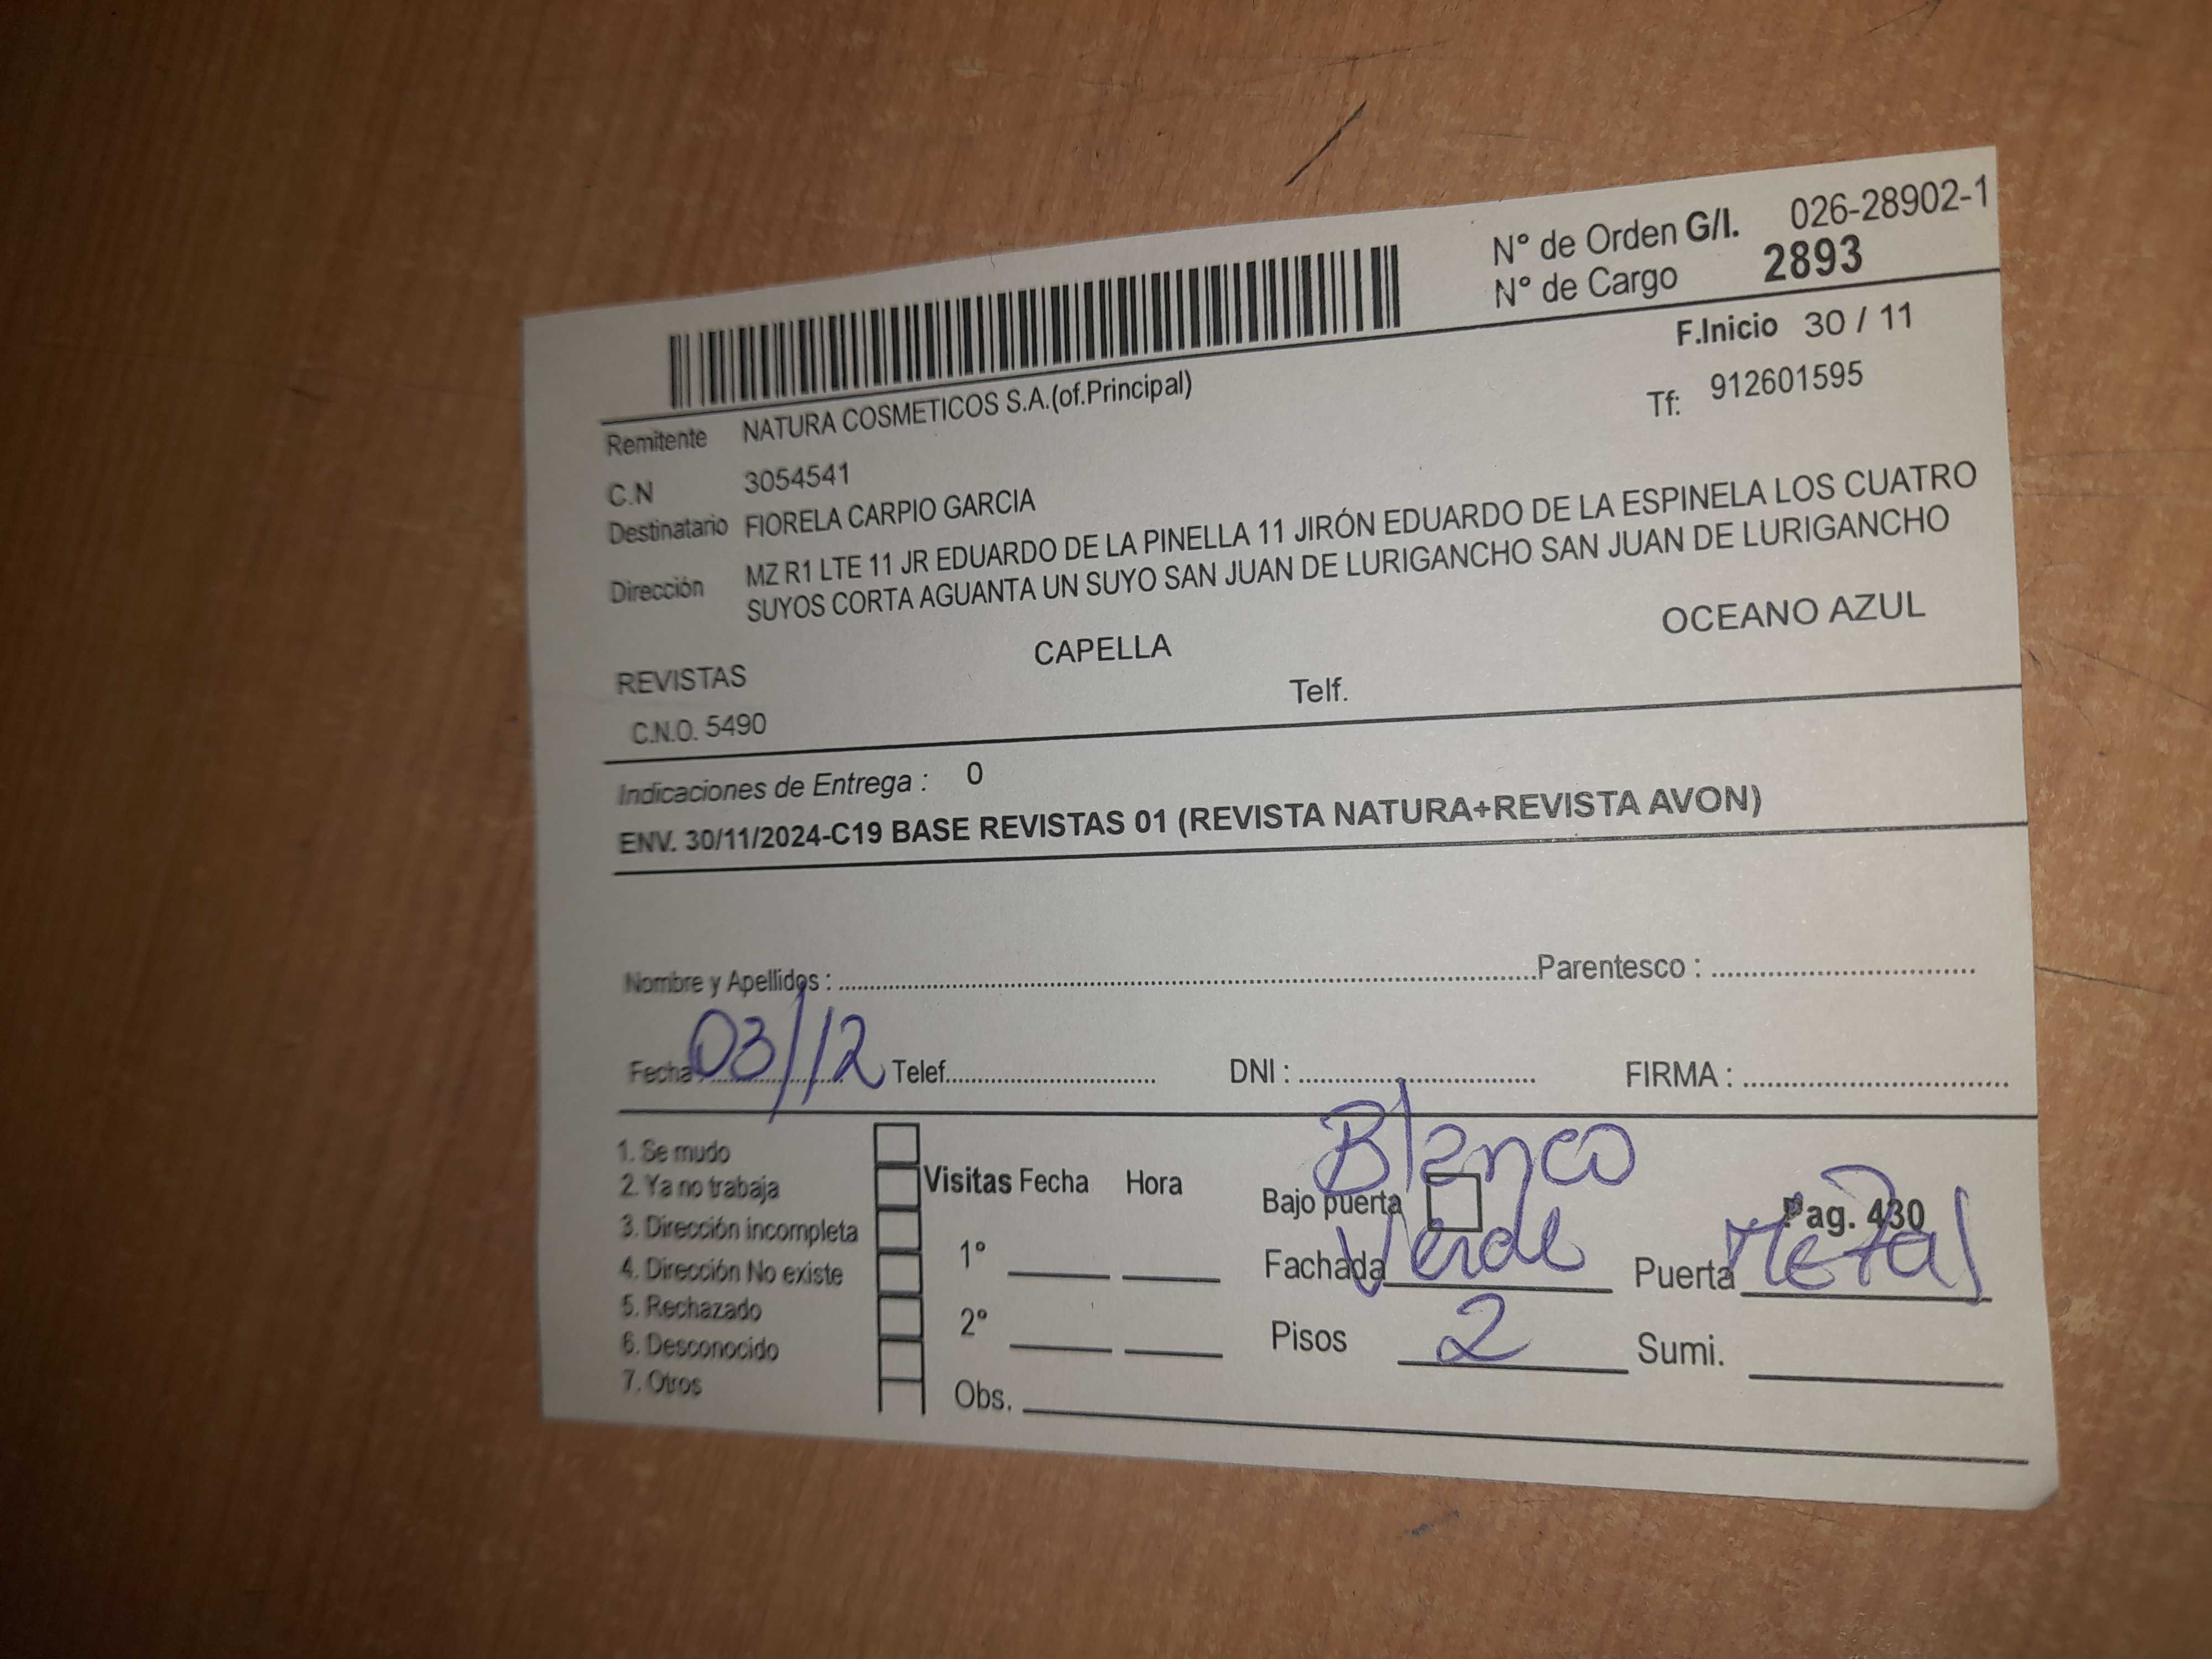 N° de Orden G/I. 026-28902-1
N° de Cargo 2893
F.Inicio 30 / 11
Remitente NATURA COSMETICOS S.A.(of.Principal)
Tf: 912601595
C.N 3054541
Destinatario FIORELA CARPIO GARCIA
Dirección MZ R1 LTE 11 JR EDUARDO DE LA PINELLA 11 JIRÓN EDUARDO DE LA ESPINELA LOS CUATRO
SUYOS CORTA AGUANTA UN SUYO SAN JUAN DE LURIGANCHO SAN JUAN DE LURIGANCHO
REVISTAS CAPELLA OCEANO AZUL
C.N.O. 5490 Telf.
Indicaciones de Entrega : 0
ENV. 30/11/2024-C19 BASE REVISTAS 01 (REVISTA NATURA+REVISTA AVON)
Nombre y Apellidos : Parentesco :
Fecha : 03/12 Telef. DNI : FIRMA :
1. Se mudo
2. Ya no trabaja
3. Dirección incompleta
4. Dirección No existe
5. Rechazado
6. Desconocido
7. Otros
Visitas Fecha Hora
1°
2°
Obs.
Blanco
Bajo puerta Pag. 430
Fachada Verde Puerta Metal
Pisos 2 Sumi.